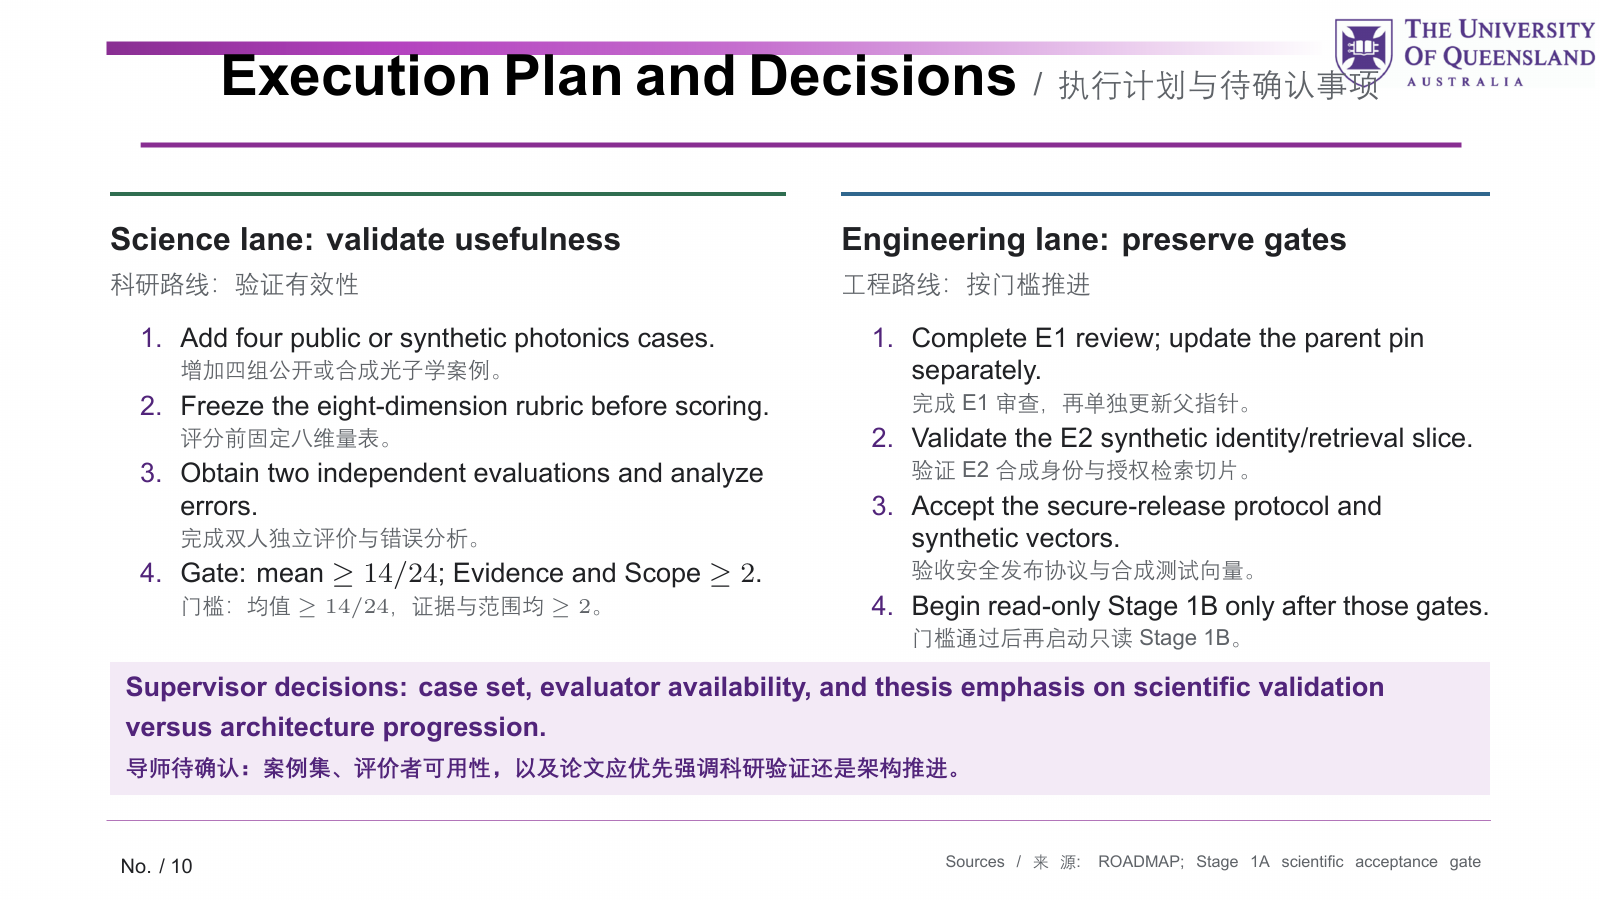 THE UNIVERSITY
OF QUEENSLAND
AUSTRALIA
Execution Plan and Decisions / 执行计划与待确认事项
Science lane: validate usefulness
科研路线：验证有效性
1. Add four public or synthetic photonics cases.
增加四组公开或合成光子学案例。
2. Freeze the eight-dimension rubric before scoring.
评分前固定八维量表。
3. Obtain two independent evaluations and analyze
errors.
完成双人独立评价与错误分析。
4. Gate: mean ≥ 14/24; Evidence and Scope ≥ 2.
门槛：均值 ≥ 14/24，证据与范围均 ≥ 2。
Engineering lane: preserve gates
工程路线：按门槛推进
1. Complete E1 review; update the parent pin
separately.
完成 E1 审查，再单独更新父指针。
2. Validate the E2 synthetic identity/retrieval slice.
验证 E2 合成身份与授权检索切片。
3. Accept the secure-release protocol and
synthetic vectors.
验收安全发布协议与合成测试向量。
4. Begin read-only Stage 1B only after those gates.
门槛通过后再启动只读 Stage 1B。
Supervisor decisions: case set, evaluator availability, and thesis emphasis on scientific validation
versus architecture progression.
导师待确认：案例集、评价者可用性，以及论文应优先强调科研验证还是架构推进。
No. / 10
Sources / 来 源: ROADMAP; Stage 1A scientific acceptance gate